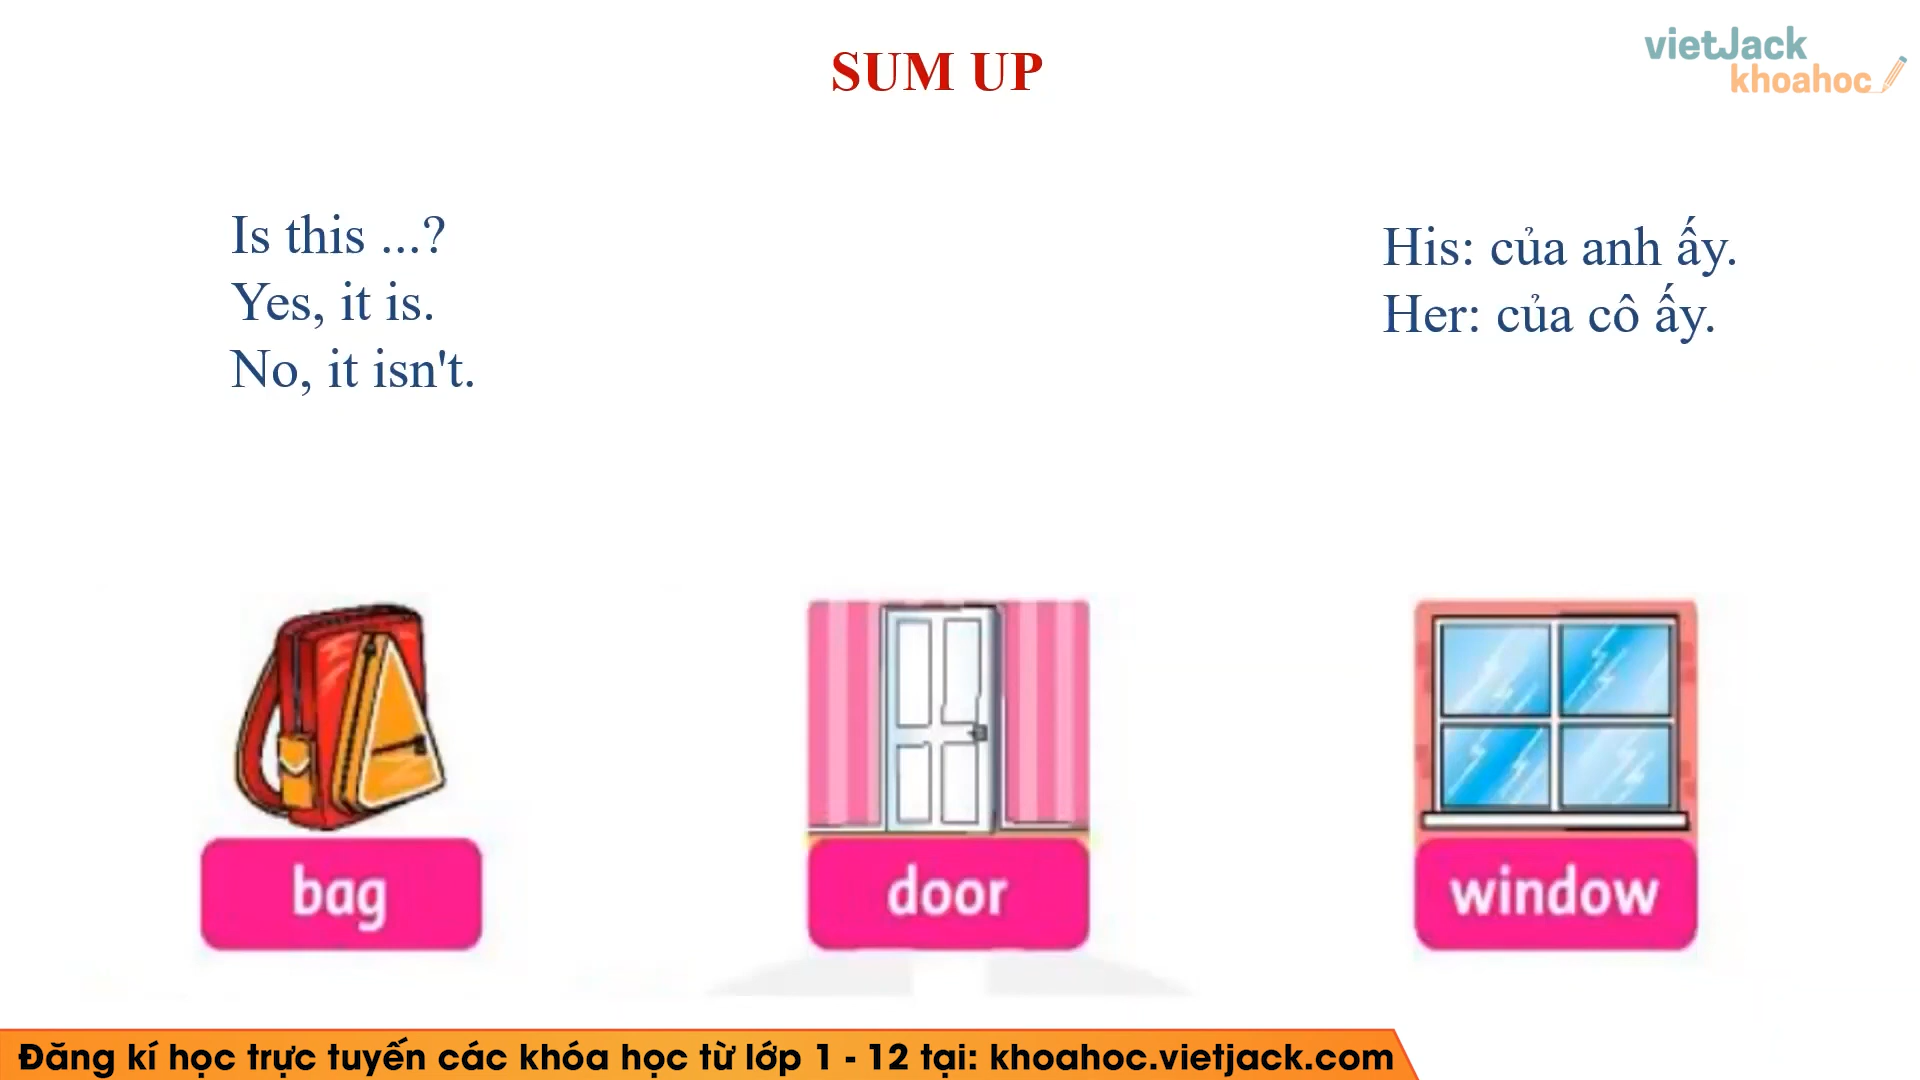 SUM UP
vietJack
khoahoc
Is this ...?
Yes, it is.
No, it isn't.
His: của anh ấy.
Her: của cô ấy.
bag
door
window
Đăng kí học trực tuyến các khóa học từ lớp 1 - 12 tại: khoahoc.vietjack.com